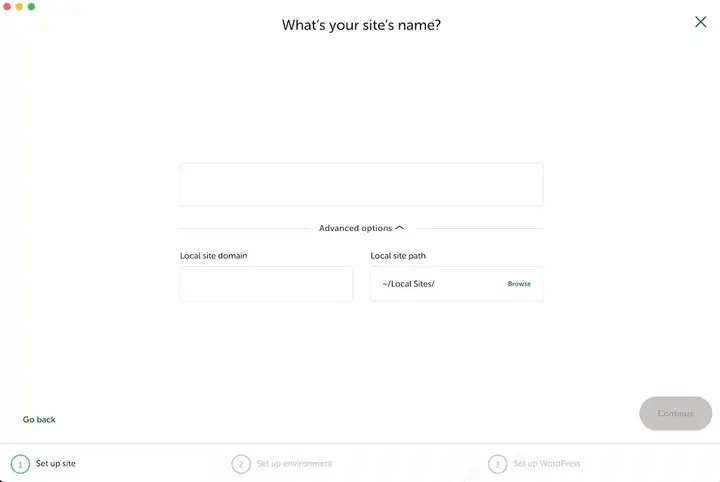 What's your site's name?
Advanced options
Local site domain
Local site path
~/Local Sites/
Browse
Go back
Continue
1 Set up site
2 Set up environment
3 Set up WordPress